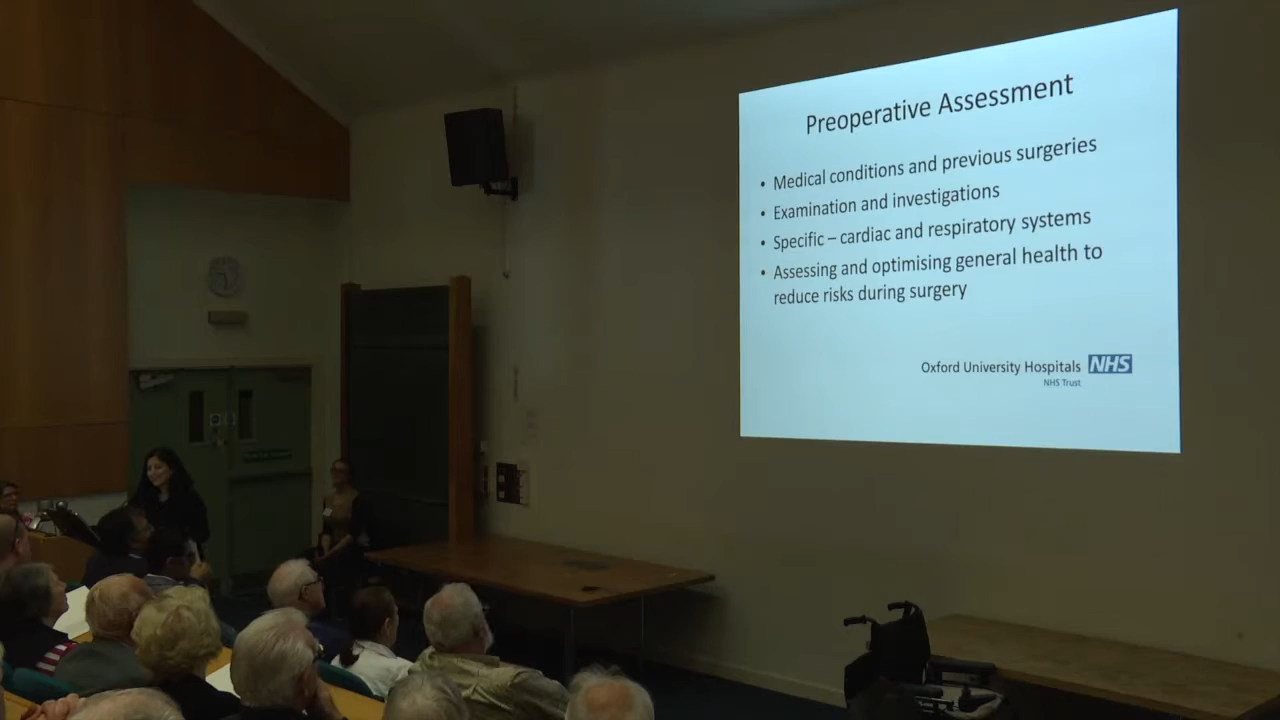 Preoperative Assessment
• Medical conditions and previous surgeries
• Examination and investigations
• Specific – cardiac and respiratory systems
• Assessing and optimising general health to
reduce risks during surgery
Oxford University Hospitals NHS
NHS Trust